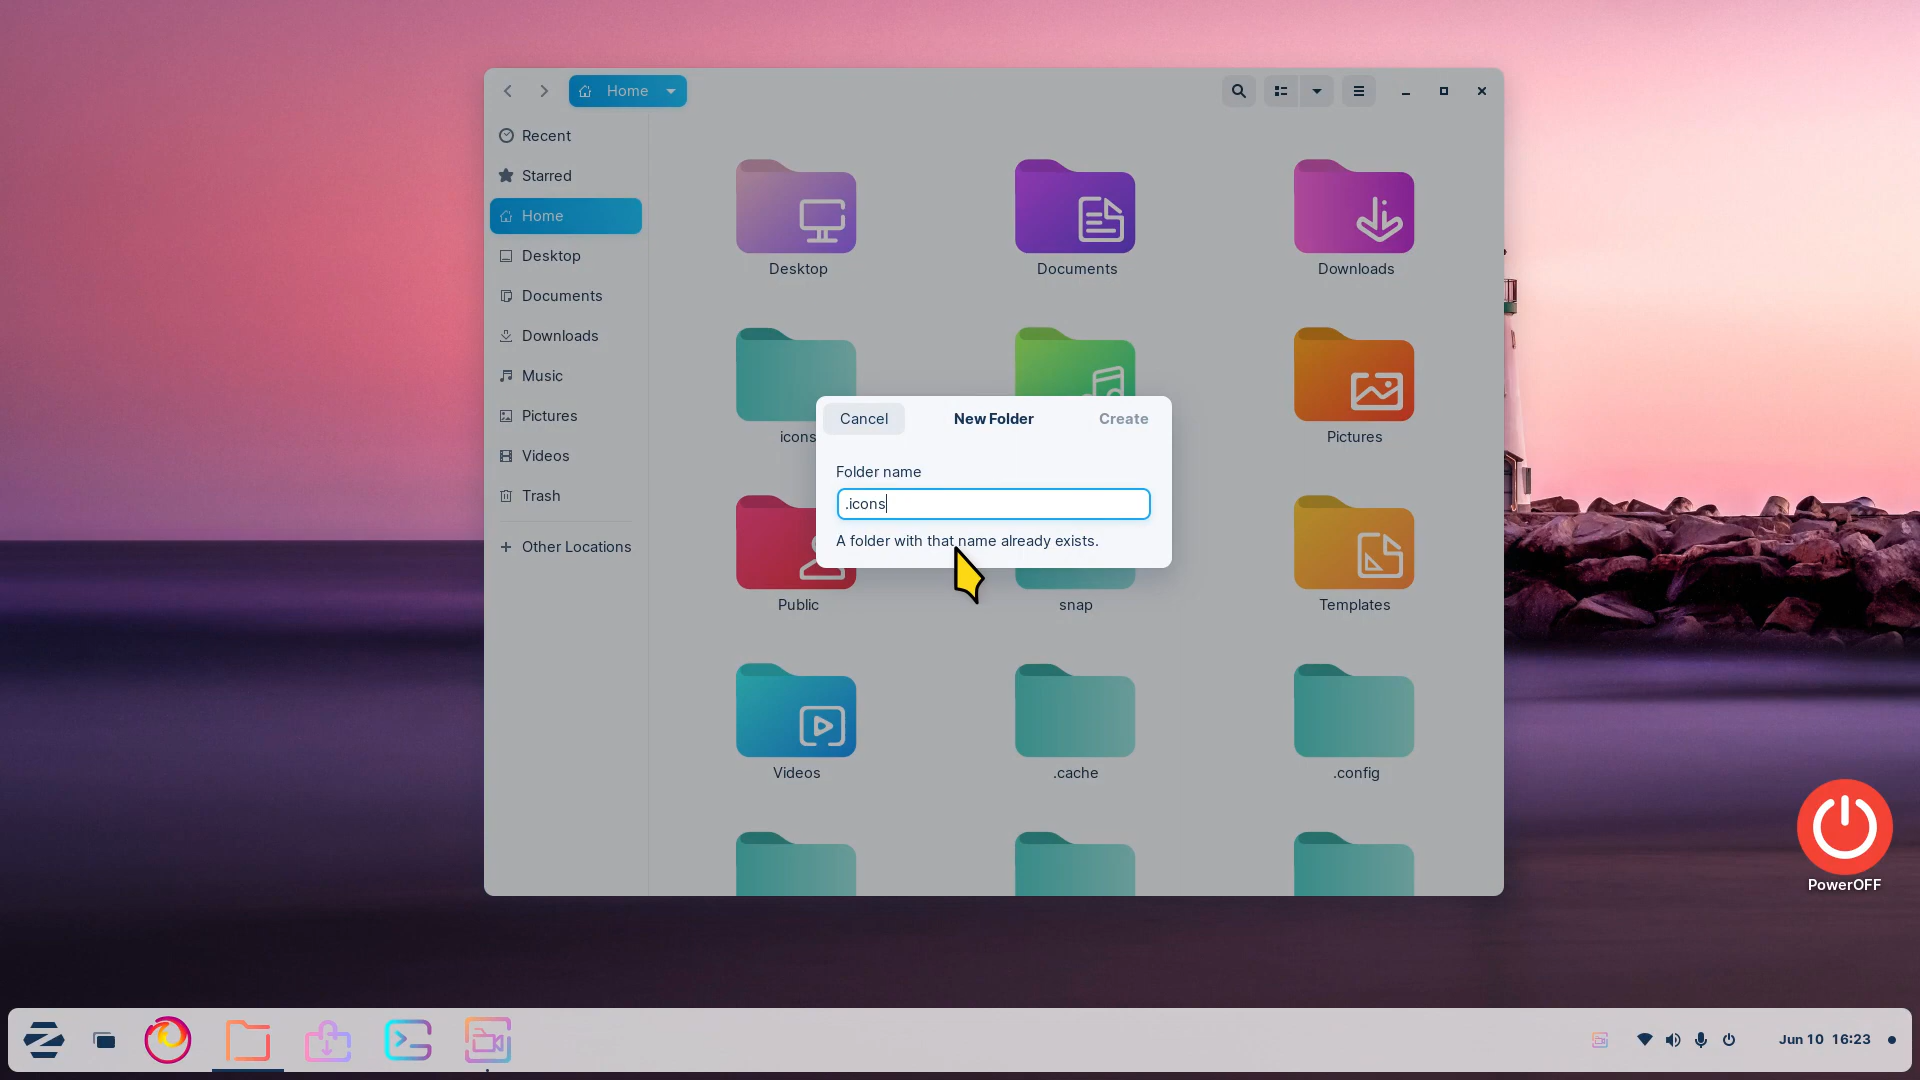 Home
Recent
Starred
Home
Desktop
Documents
Downloads
Music
Pictures
Videos
Trash
Other Locations
Desktop
Documents
Downloads
icons
Pictures
Cancel
New Folder
Create
Folder name
.icons
A folder with that name already exists.
Public
snap
Templates
Videos
.cache
.config
PowerOFF
Jun 10 16:23